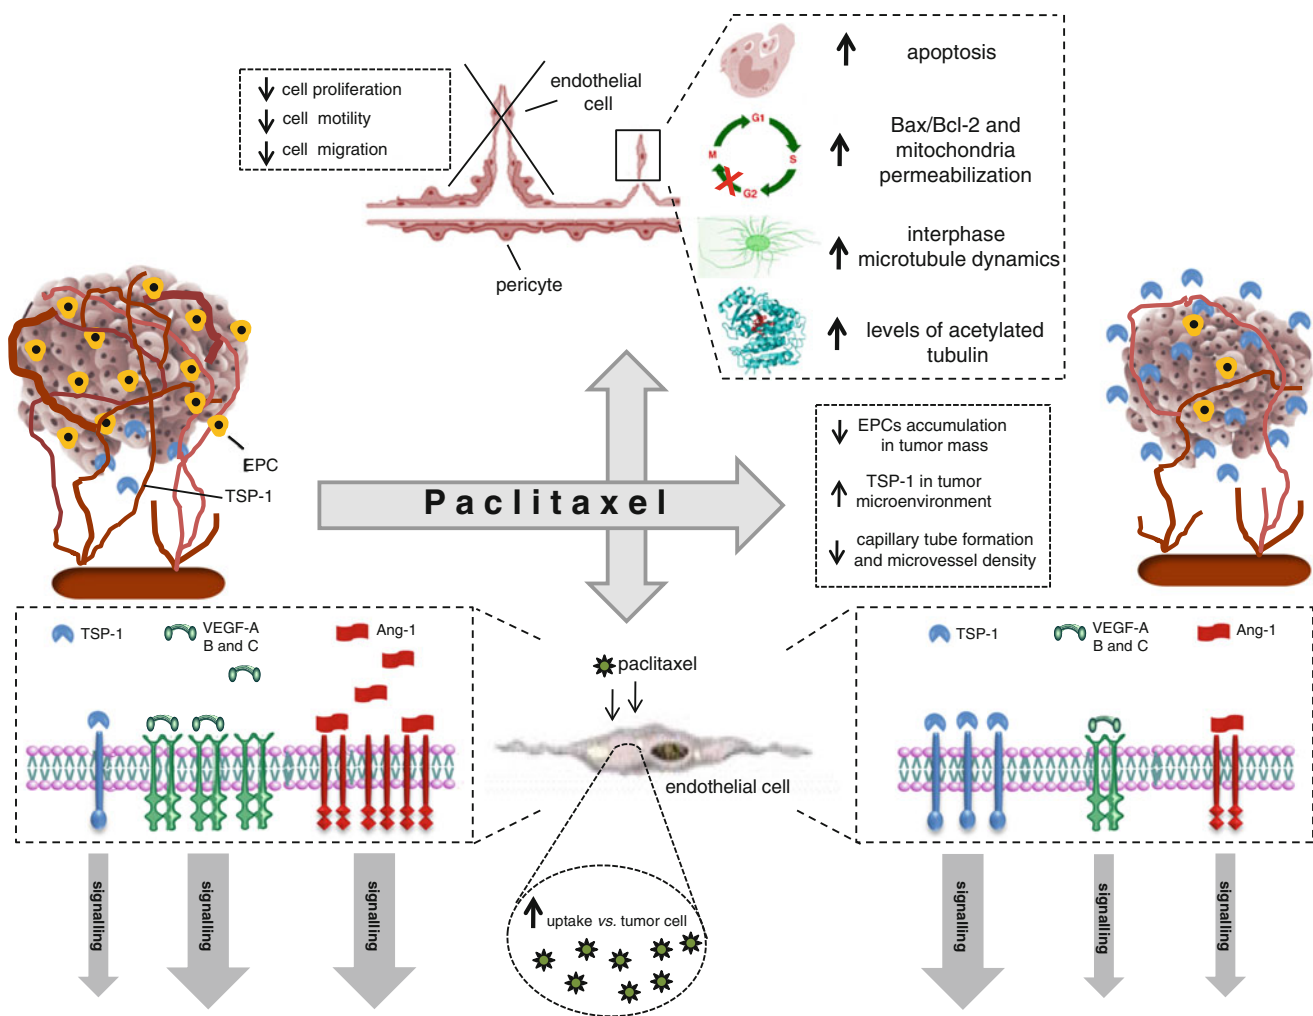 cell proliferation
cell motility
cell migration
endothelial
cell
pericyte
apoptosis
G1
M
S
G2
X
Bax/Bcl-2 and
mitochondria
permeabilization
interphase
microtubule dynamics
levels of acetylated
tubulin
EPC
TSP-1
Paclitaxel
EPCs accumulation
in tumor mass
TSP-1 in tumor
microenvironment
capillary tube formation
and microvessel density
TSP-1
VEGF-A
B and C
Ang-1
paclitaxel
endothelial cell
uptake vs. tumor cell
TSP-1
VEGF-A
B and C
Ang-1
signalling
signalling
signalling
signalling
signalling
signalling